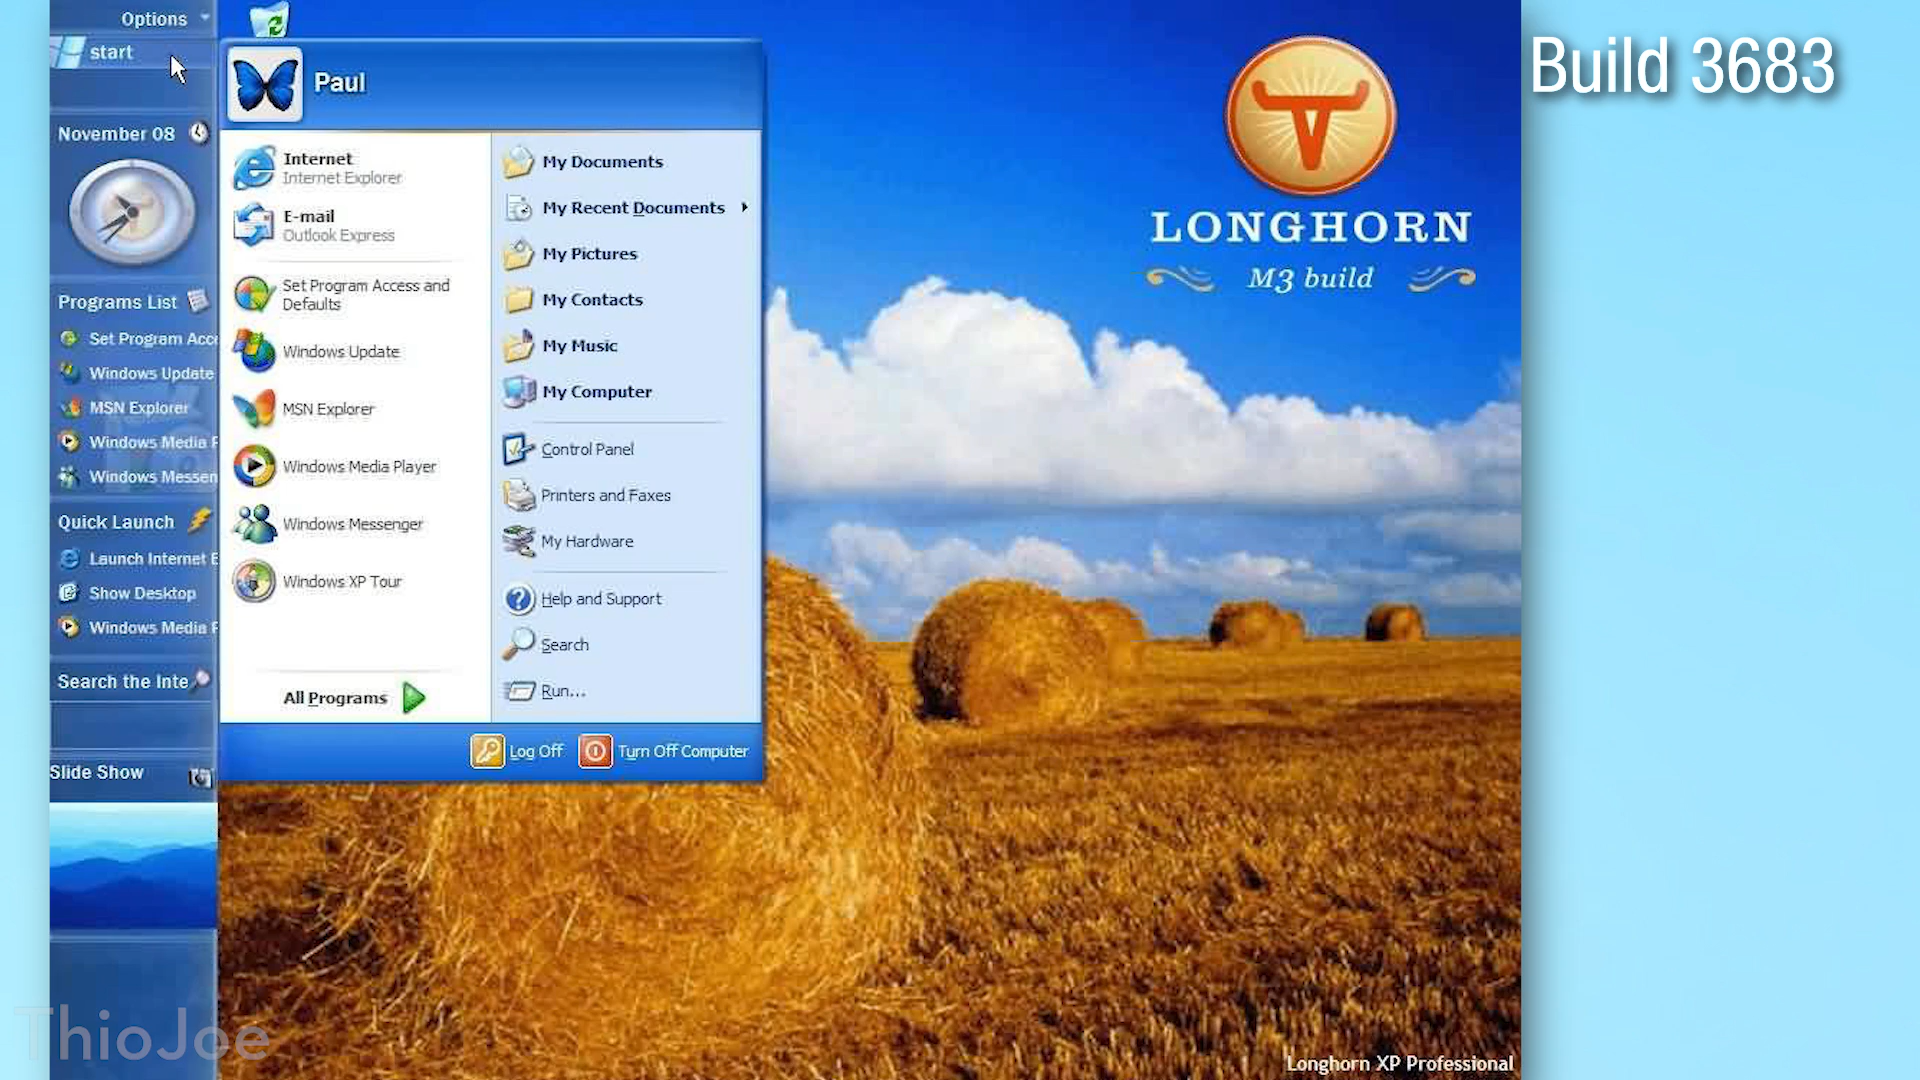 Options
start
November 08
Programs List
Set Program Acc
Windows Update
MSN Explorer
Windows Media P
Windows Messen
Quick Launch
Launch Internet E
Show Desktop
Windows Media P
Search the Inte
Slide Show
Paul
Internet
Internet Explorer
E-mail
Outlook Express
Set Program Access and
Defaults
Windows Update
MSN Explorer
Windows Media Player
Windows Messenger
Windows XP Tour
All Programs
My Documents
My Recent Documents
My Pictures
My Contacts
My Music
My Computer
Control Panel
Printers and Faxes
My Hardware
Help and Support
Search
Run...
Log Off
Turn Off Computer
LONGHORN
M3 build
Build 3683
Longhorn XP Professional
ThioJoe